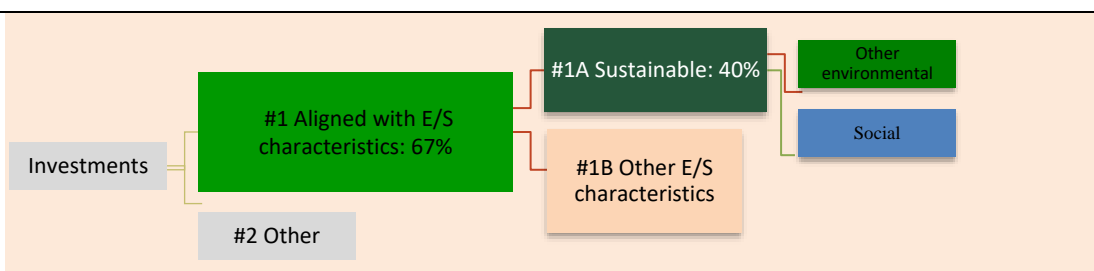 Investments
#1 Aligned with E/S
characteristics: 67%
#2 Other
#1A Sustainable: 40%
#1B Other E/S
characteristics
Other
environmental
Social